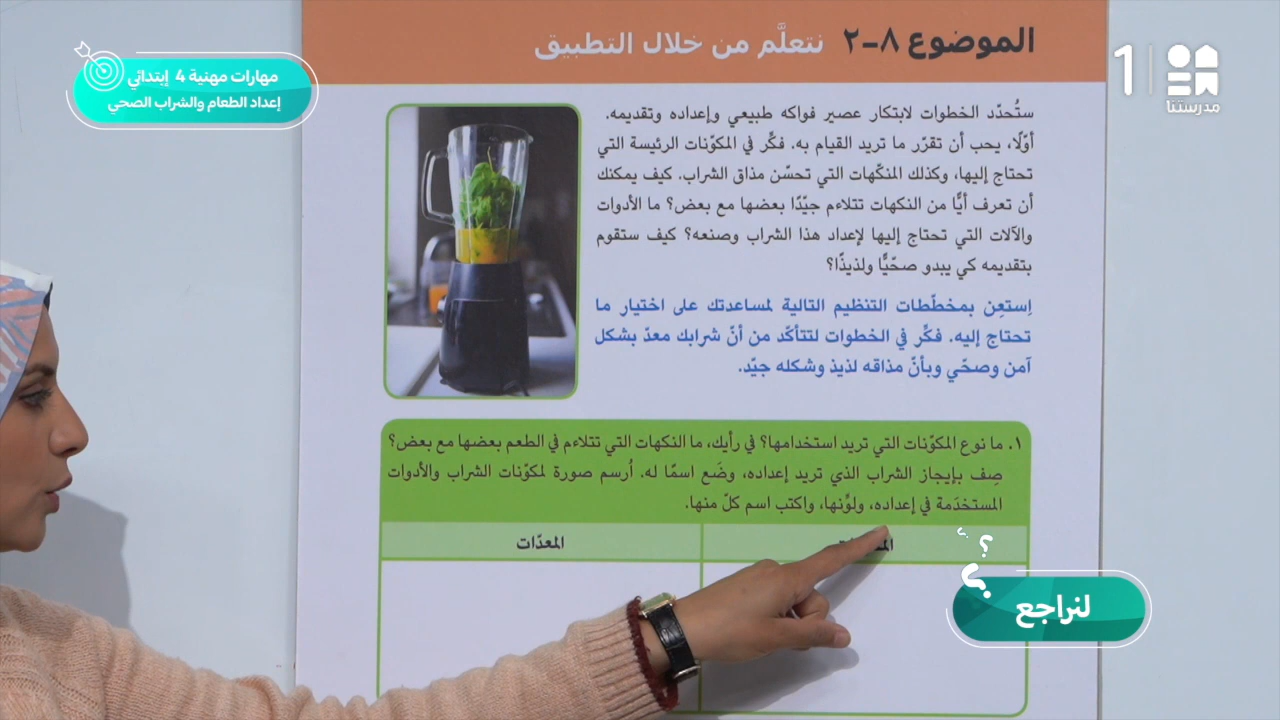 الموضوع ٨-٢ نتعلَّم من خلال التطبيق
مهارات مهنية 4 إبتدائي
إعداد الطعام والشراب الصحي
1
مدرستنا
ستُحدّد الخطوات لابتكار عصير فواكه طبيعي وإعداده وتقديمه.
أوّلًا، يجب أن تقرّر ما تريد القيام به. فكِّر في المكوّنات الرئيسة التي
تحتاج إليها، وكذلك المنكّهات التي تحسّن مذاق الشراب. كيف يمكنك
أن تعرف أيًّا من النكهات تتلاءم جيّدًا بعضها مع بعض؟ ما الأدوات
والآلات التي تحتاج إليها لإعداد هذا الشراب وصنعه؟ كيف ستقوم
بتقديمه كي يبدو صحّيًّا ولذيذًا؟
اِستعِن بمخطّطات التنظيم التالية لمساعدتك على اختيار ما
تحتاج إليه. فكِّر في الخطوات لتتأكّد من أنّ شرابك معدّ بشكل
آمن وصحّي وبأنّ مذاقه لذيذ وشكله جيّد.
١. ما نوع المكوّنات التي تريد استخدامها؟ في رأيك، ما النكهات التي تتلاءم في الطعم بعضها مع بعض؟
صِف بإيجاز الشراب الذي تريد إعداده، وضَع اسمًا له. اُرسم صورة لمكوّنات الشراب والأدوات
المستخدَمة في إعداده، ولوِّنها، واكتب اسم كلّ منها.
المعدّات
لنراجع